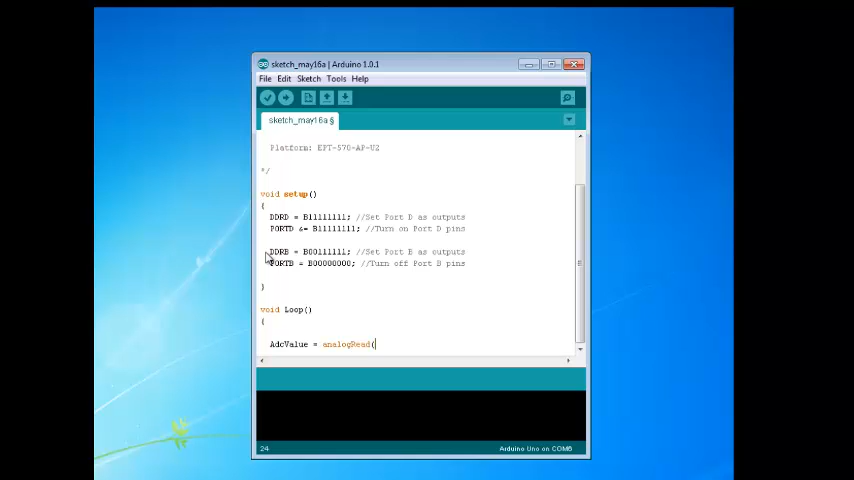 sketch_may16a | Arduino 1.0.1
File Edit Sketch Tools Help
sketch_may16a §
Platform: EFT-570-AP-U2
*/
void setup()
{
DDRD = B11111111; //Set Port D as outputs
PORTD &= B11111111; //Turn on Port D pins
DDRB = B00111111; //Set Port B as outputs
PORTB = B00000000; //Turn off Port B pins
}
void Loop()
{
AdcValue = analogRead(
24
Arduino Uno on COM8